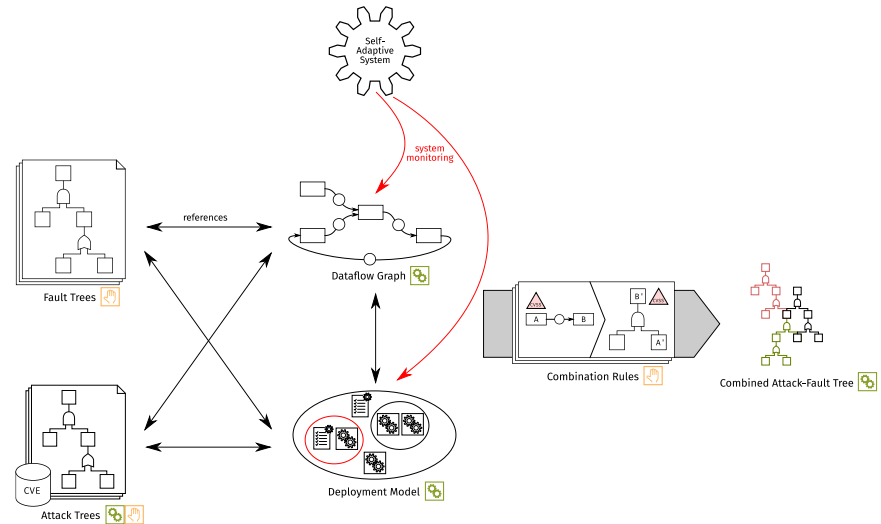 Self-
Adaptive
System
system
monitoring
references
Dataflow Graph
Fault Trees
CVSS
A
B
B'
CVSS
A'
Combination Rules
Combined Attack-Fault Tree
CVE
Attack Trees
Deployment Model